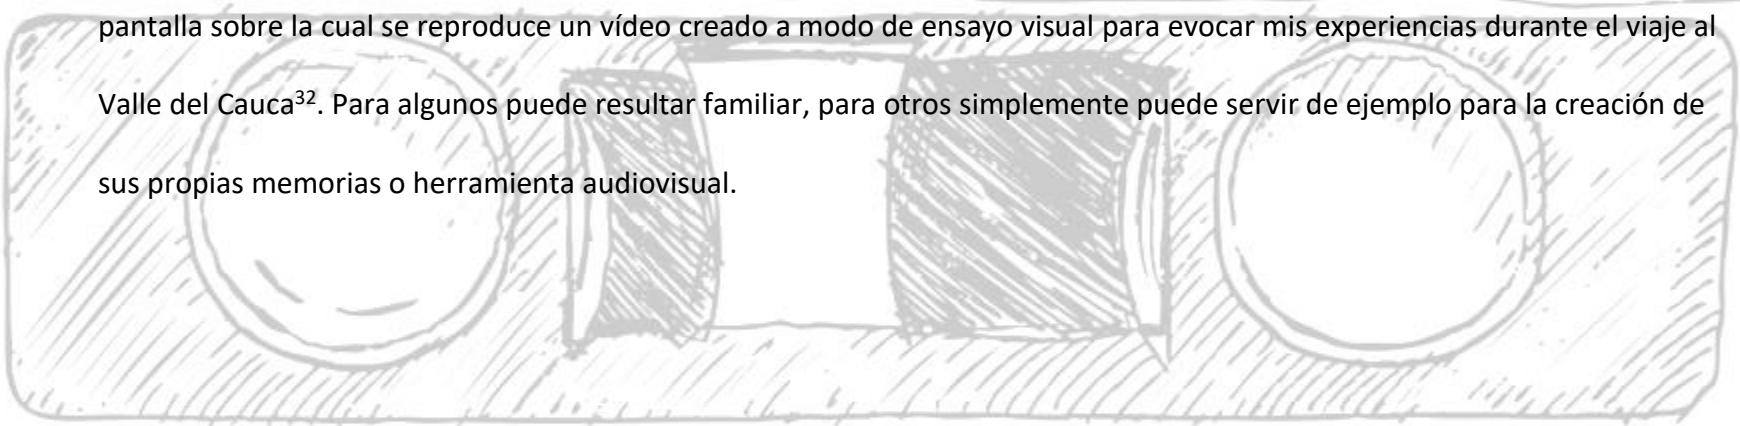 pantalla sobre la cual se reproduce un vídeo creado a modo de ensayo visual para evocar mis experiencias durante el viaje al
Valle del Cauca32. Para algunos puede resultar familiar, para otros simplemente puede servir de ejemplo para la creación de
sus propias memorias o herramienta audiovisual.